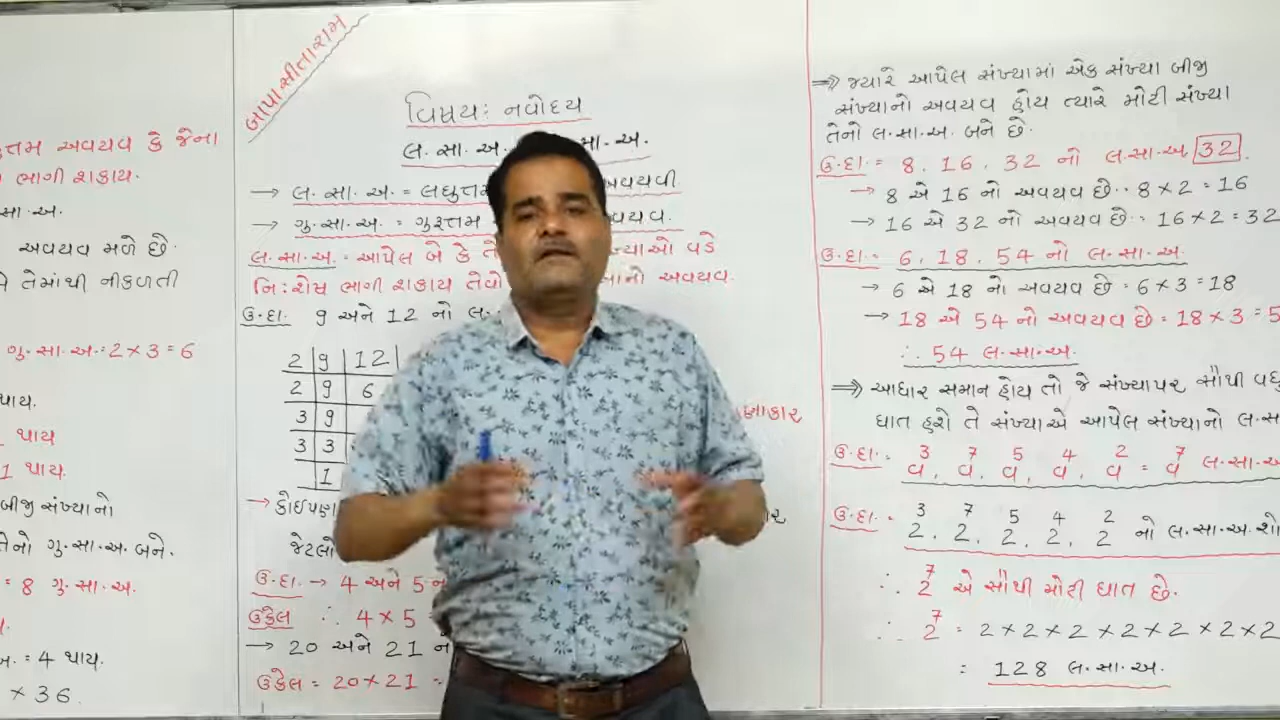 બાપા સીતારામ
ત્તમ અવયવ કે જેના
ભાગી શકાય.
સા.અ.
અવયવ મળે છે.
તેમાંથી નીકળતી
ગુ.સા.અ. = 2 × 3 = 6
થાય.
થાય
1 થાય.
બીજી સંખ્યાનો
તેનો ગુ.સા.અ. બને.
= 8 ગુ.સા.અ.
અ. = 4 થાય.
× 36
વિષય: નવોદય
લ.સા.અ. સા.અ.
→ લ.સા.અ. = લઘુત્તમ અવયવી
→ ગુ.સા.અ. = ગુરૂત્તમ અવયવ.
લ.સા.અ. = આપેલ બે કે તે ખ્યાઓ વડે
નિઃશેષ ભાગી શકાય તેવો નાનો અવયવ.
ઉ.દા. 9 અને 12 નો લ.
2 9 12
2 9 6
3 9
3 3
1
ણાકાર
→ કોઇપણ
જેટલો
ઉ.દા. → 4 અને 5 ન
ઉકેલ ∴ 4 × 5
→ 20 અને 21 ન
ઉકેલ = 20 × 21 =
⇒ જ્યારે આપેલ સંખ્યામાં એક સંખ્યા બીજી
સંખ્યાનો અવયવ હોય ત્યારે મોટી સંખ્યા
તેનો લ.સા.અ. બને છે.
ઉ.દા. = 8, 16, 32 નો લ.સા.અ 32.
→ 8 એ 16 નો અવયવ છે. ∴ 8 × 2 = 16
→ 16 એ 32 નો અવયવ છે = 16 × 2 = 32
ઉ.દા. = 6, 18, 54 નો લ.સા.અ.
→ 6 એ 18 નો અવયવ છે = 6 × 3 = 18
→ 18 એ 54 નો અવયવ છે = 18 × 3 = 5
∴ 54 લ.સા.અ.
⇒ આધાર સમાન હોય તો જે સંખ્યાપર સૌથી વધ
ઘાત હશે તે સંખ્યાએ આપેલ સંખ્યાનો લ.સ
ઉ.દા. = વ³, વ⁷, વ⁵, વ⁴, વ² = વ⁷ લ.સા.અ
ઉ.દા. = 2³, 2⁷, 2⁵, 2⁴, 2² નો લ.સા.અ. શો
∴ 2⁷ એ સૌથી મોટી ઘાત છે.
∴ 2⁷ = 2 × 2 × 2 × 2 × 2 × 2 × 2
= 128 લ.સા.અ.